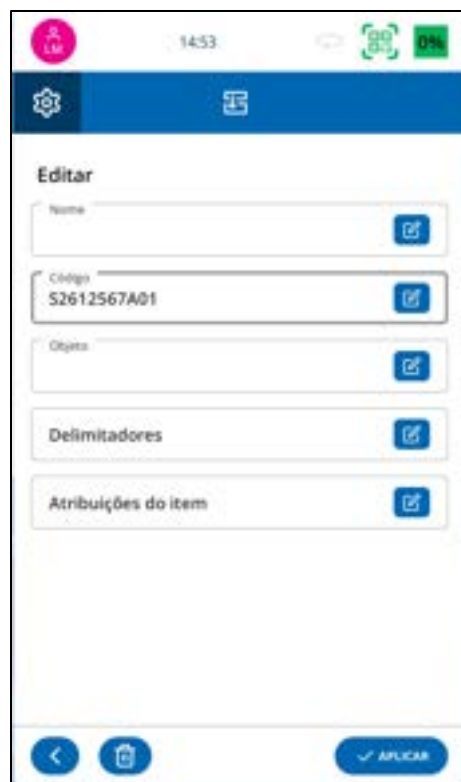 LM
14:53
0%
Editar
Nome
Código
S2612567A01
Objeto
Delimitadores
Atribuições do item
APLICAR